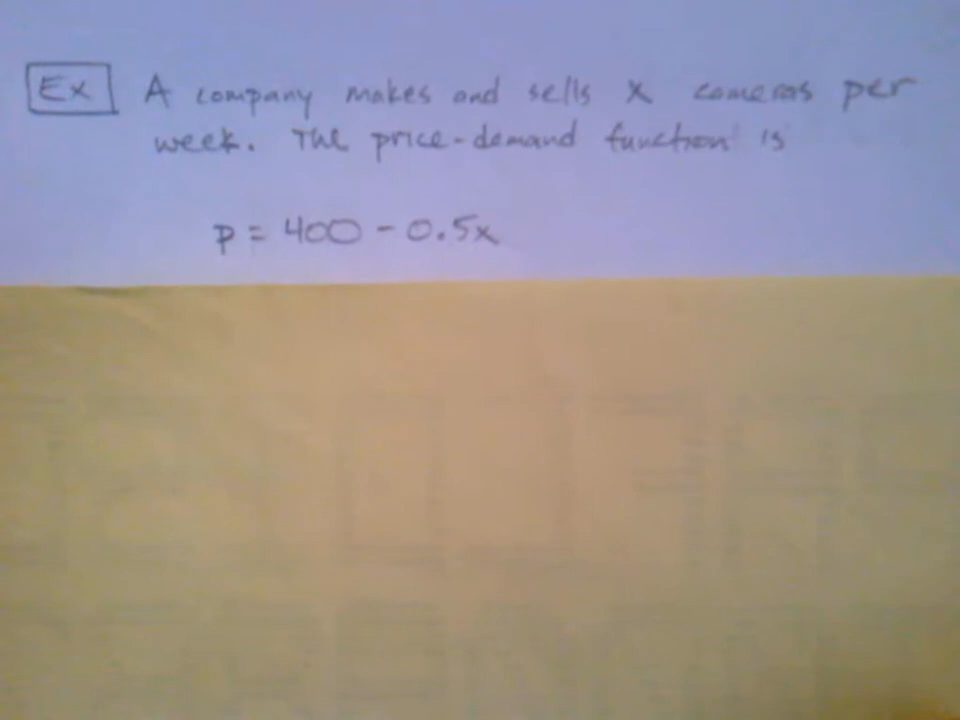 Ex A company makes and sells x cameras per
week. The price-demand function is
p = 400 - 0.5x